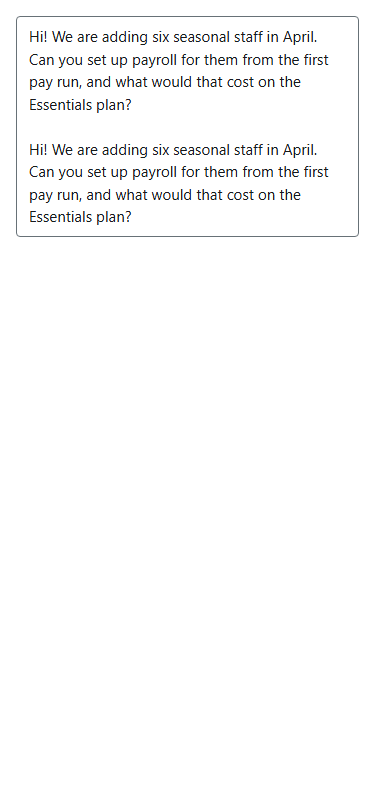 Hi! We are adding six seasonal staff in April.
Can you set up payroll for them from the first
pay run, and what would that cost on the
Essentials plan?

Hi! We are adding six seasonal staff in April.
Can you set up payroll for them from the first
pay run, and what would that cost on the
Essentials plan?